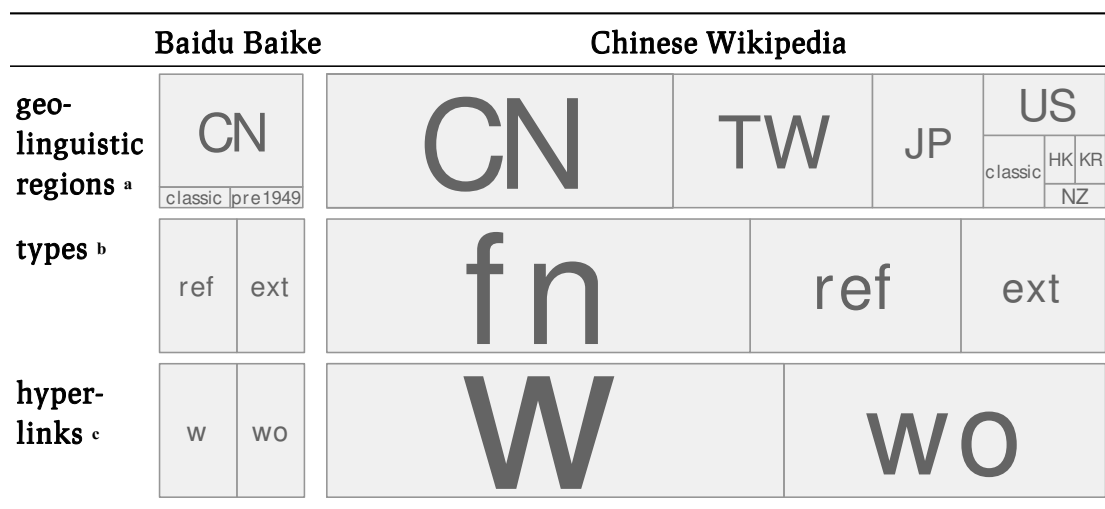 Baidu Baike Chinese Wikipedia
geo-
linguistic
regions a
CN
classic pre1949
CN
TW
JP
US
classic
HK KR
NZ
types b
ref ext
fn ref ext
hyper-
links c
w wo
W wo